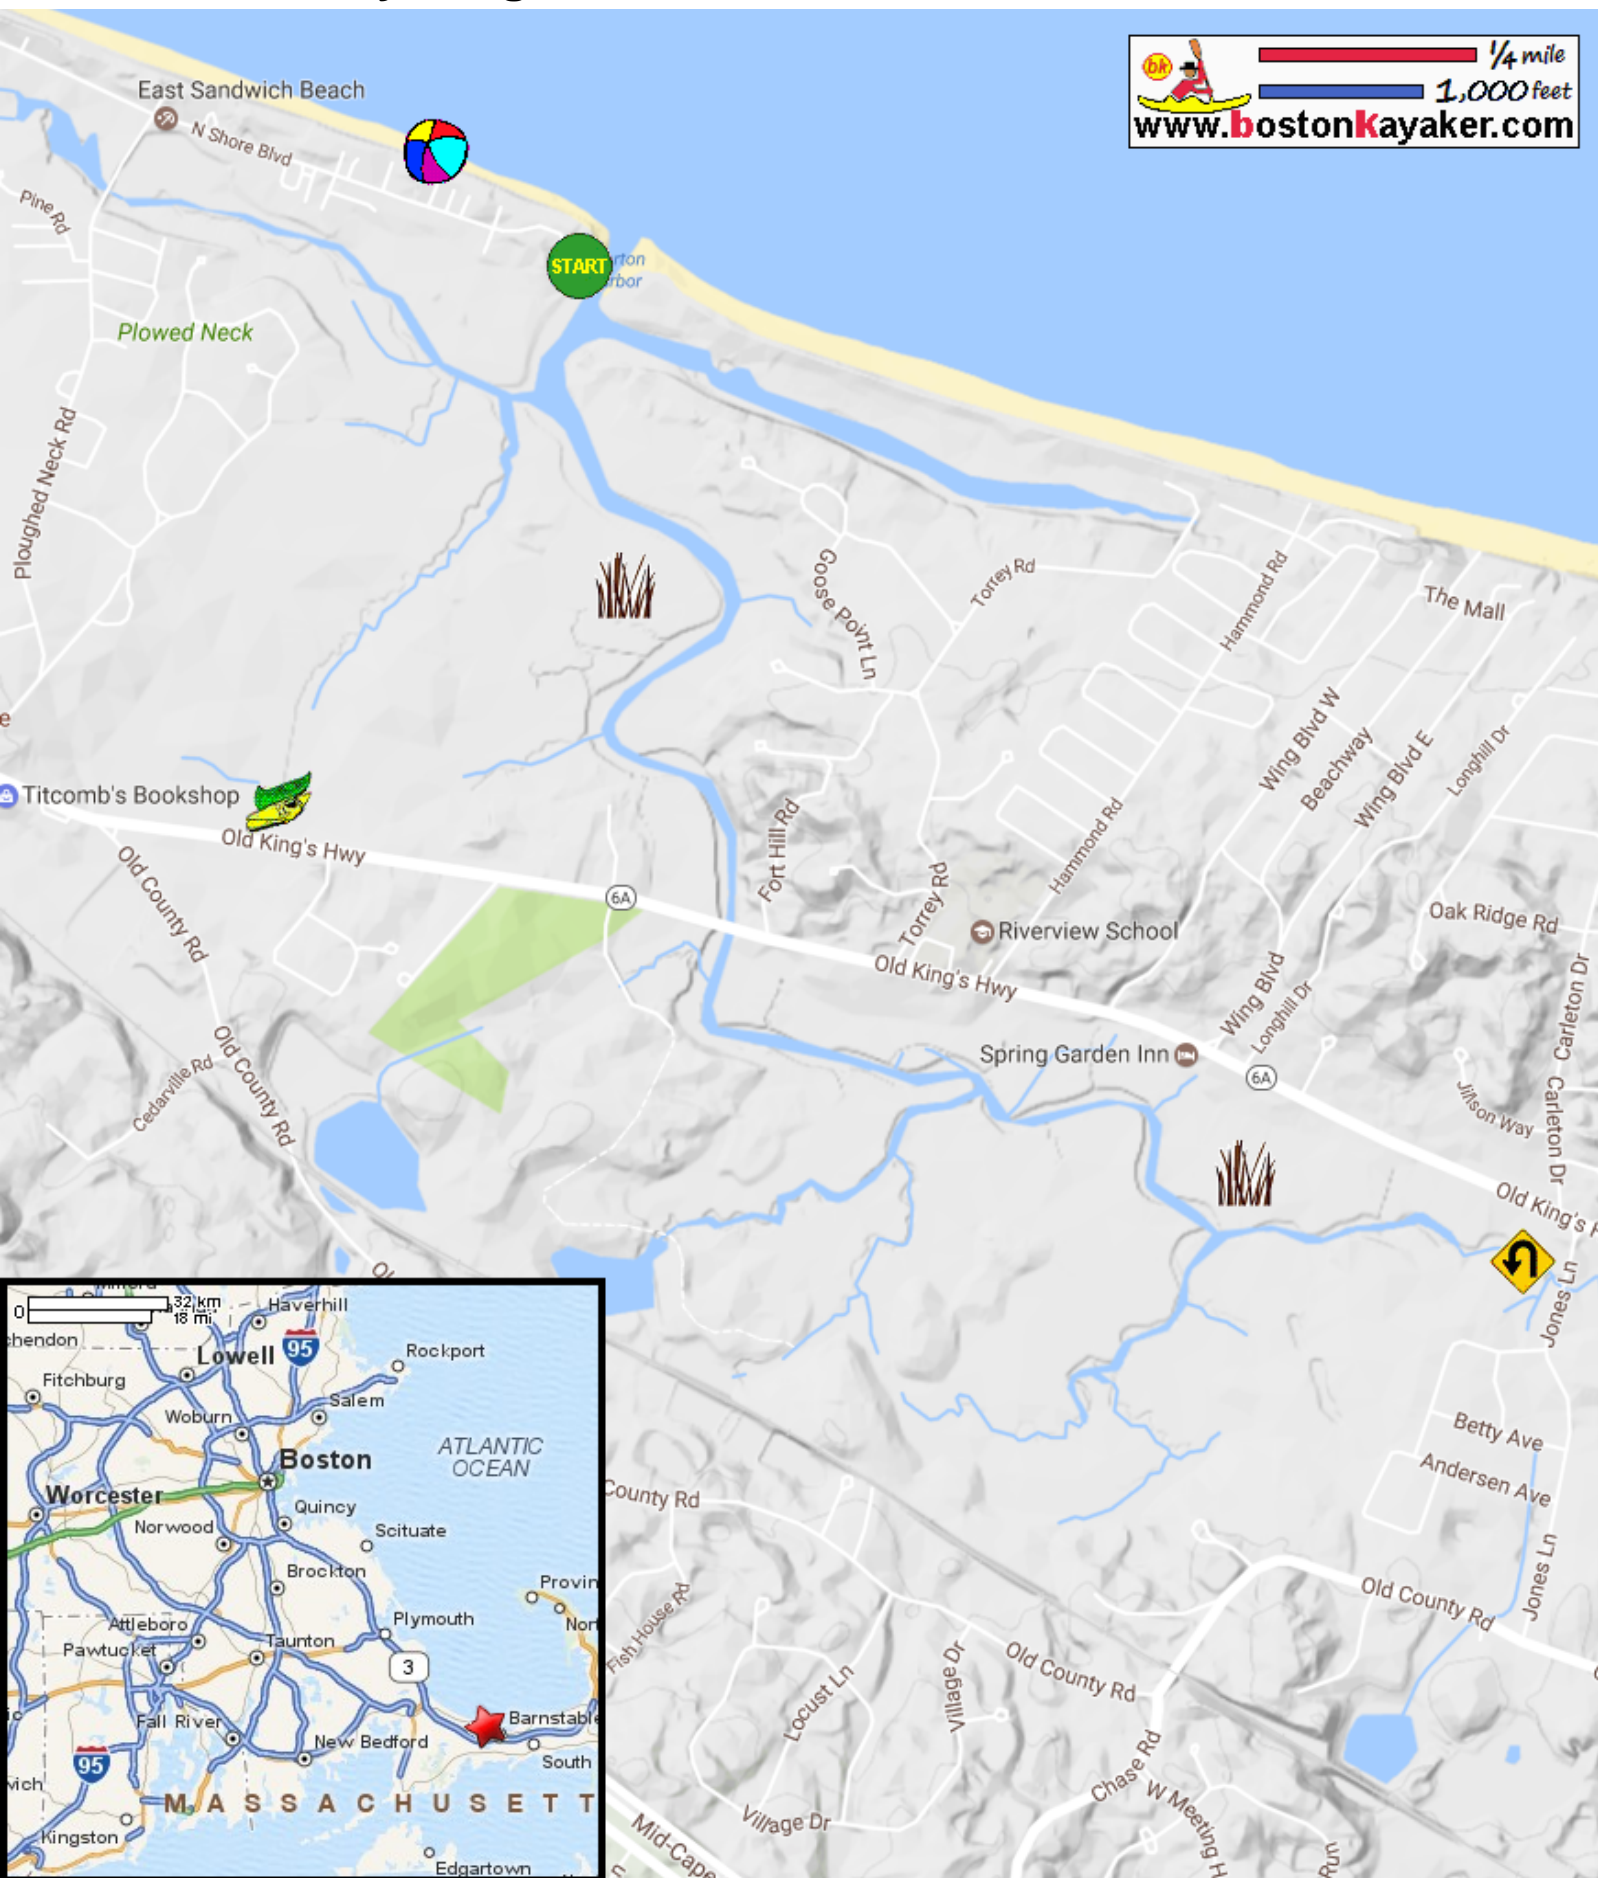 1/4 mile
1,000 feet
bk
www.bostonkayaker.com
East Sandwich Beach
N Shore Blvd
Pine Rd
START
Plowed Neck
Ploughed Neck Rd
Goose Point Ln
Torrey Rd
Hammond Rd
The Mall
Wing Blvd W
Beachway
Wing Blvd E
Longhill Dr
Titcomb's Bookshop
Old King's Hwy
Old County Rd
6A
Fort Hill Rd
Torrey Rd
Hammond Rd
Riverview School
Old King's Hwy
Oak Ridge Rd
Wing Blvd
Longhill Dr
Carleton Dr
Spring Garden Inn
6A
Cedarville Rd
Old County Rd
Jillson Way
Carleton Dr
Old King's H
Jones Ln
Betty Ave
Andersen Ave
Jones Ln
County Rd
Old County Rd
Fish House Rd
Locust Ln
Village Dr
Old County Rd
Chase Rd
W Meeting H
Village Dr
Mid-Cape
Run
0
32 km
18 mi
chendon
Haverhill
95
Lowell
Rockport
Fitchburg
Salem
Woburn
ATLANTIC
OCEAN
Boston
Worcester
Quincy
Norwood
Scituate
Brockton
Provin
Attleboro
Plymouth
Nort
Pawtucket
Taunton
3
Fall River
Barnstable
New Bedford
South
95
wich
MASSACHUSETT
Kingston
Edgartown